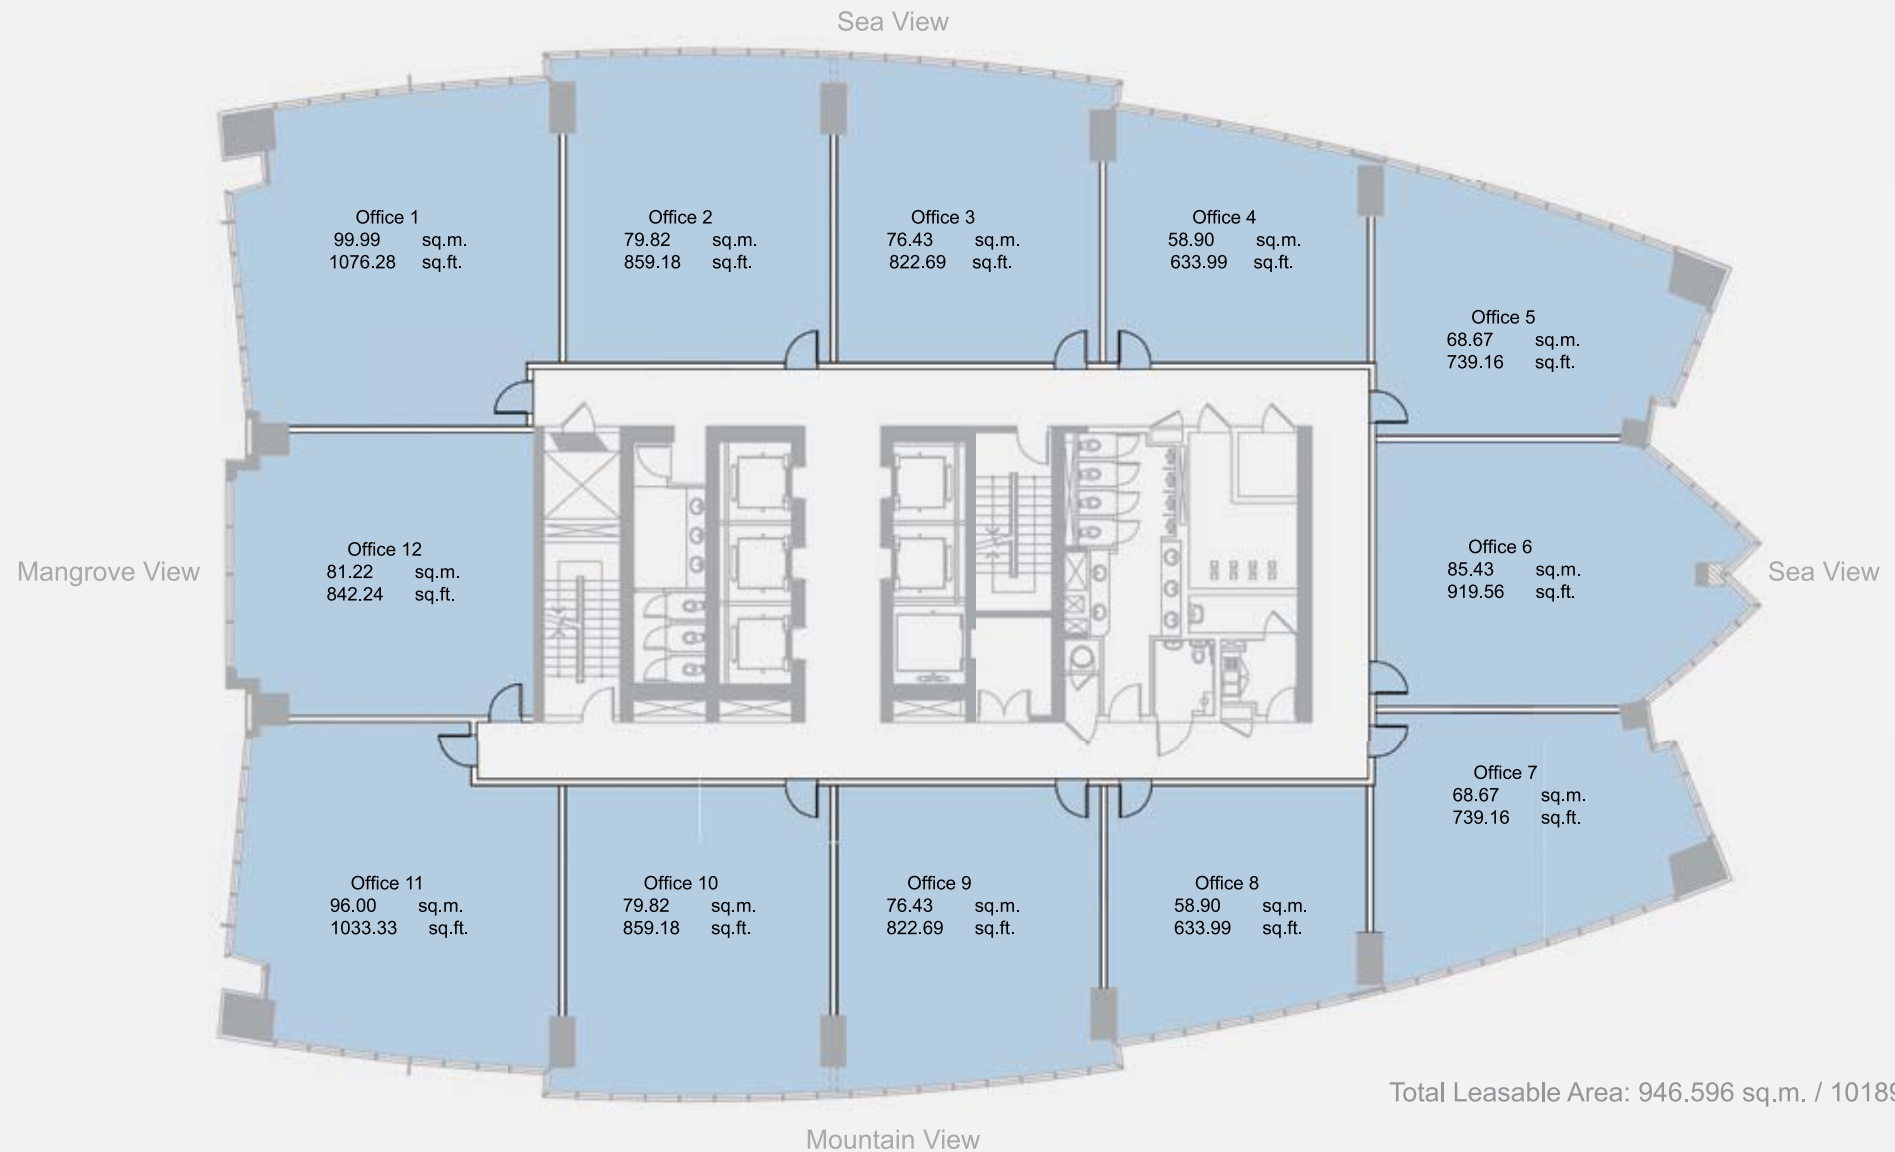 Sea View
Office 1
99.99 sq.m.
1076.28 sq.ft.
Office 2
79.82 sq.m.
859.18 sq.ft.
Office 3
76.43 sq.m.
822.69 sq.ft.
Office 4
58.90 sq.m.
633.99 sq.ft.
Office 5
68.67 sq.m.
739.16 sq.ft.
Mangrove View
Office 12
81.22 sq.m.
842.24 sq.ft.
Office 6
85.43 sq.m.
919.56 sq.ft.
Sea View
Office 7
68.67 sq.m.
739.16 sq.ft.
Office 11
96.00 sq.m.
1033.33 sq.ft.
Office 10
79.82 sq.m.
859.18 sq.ft.
Office 9
76.43 sq.m.
822.69 sq.ft.
Office 8
58.90 sq.m.
633.99 sq.ft.
Total Leasable Area: 946.596 sq.m. / 10189
Mountain View